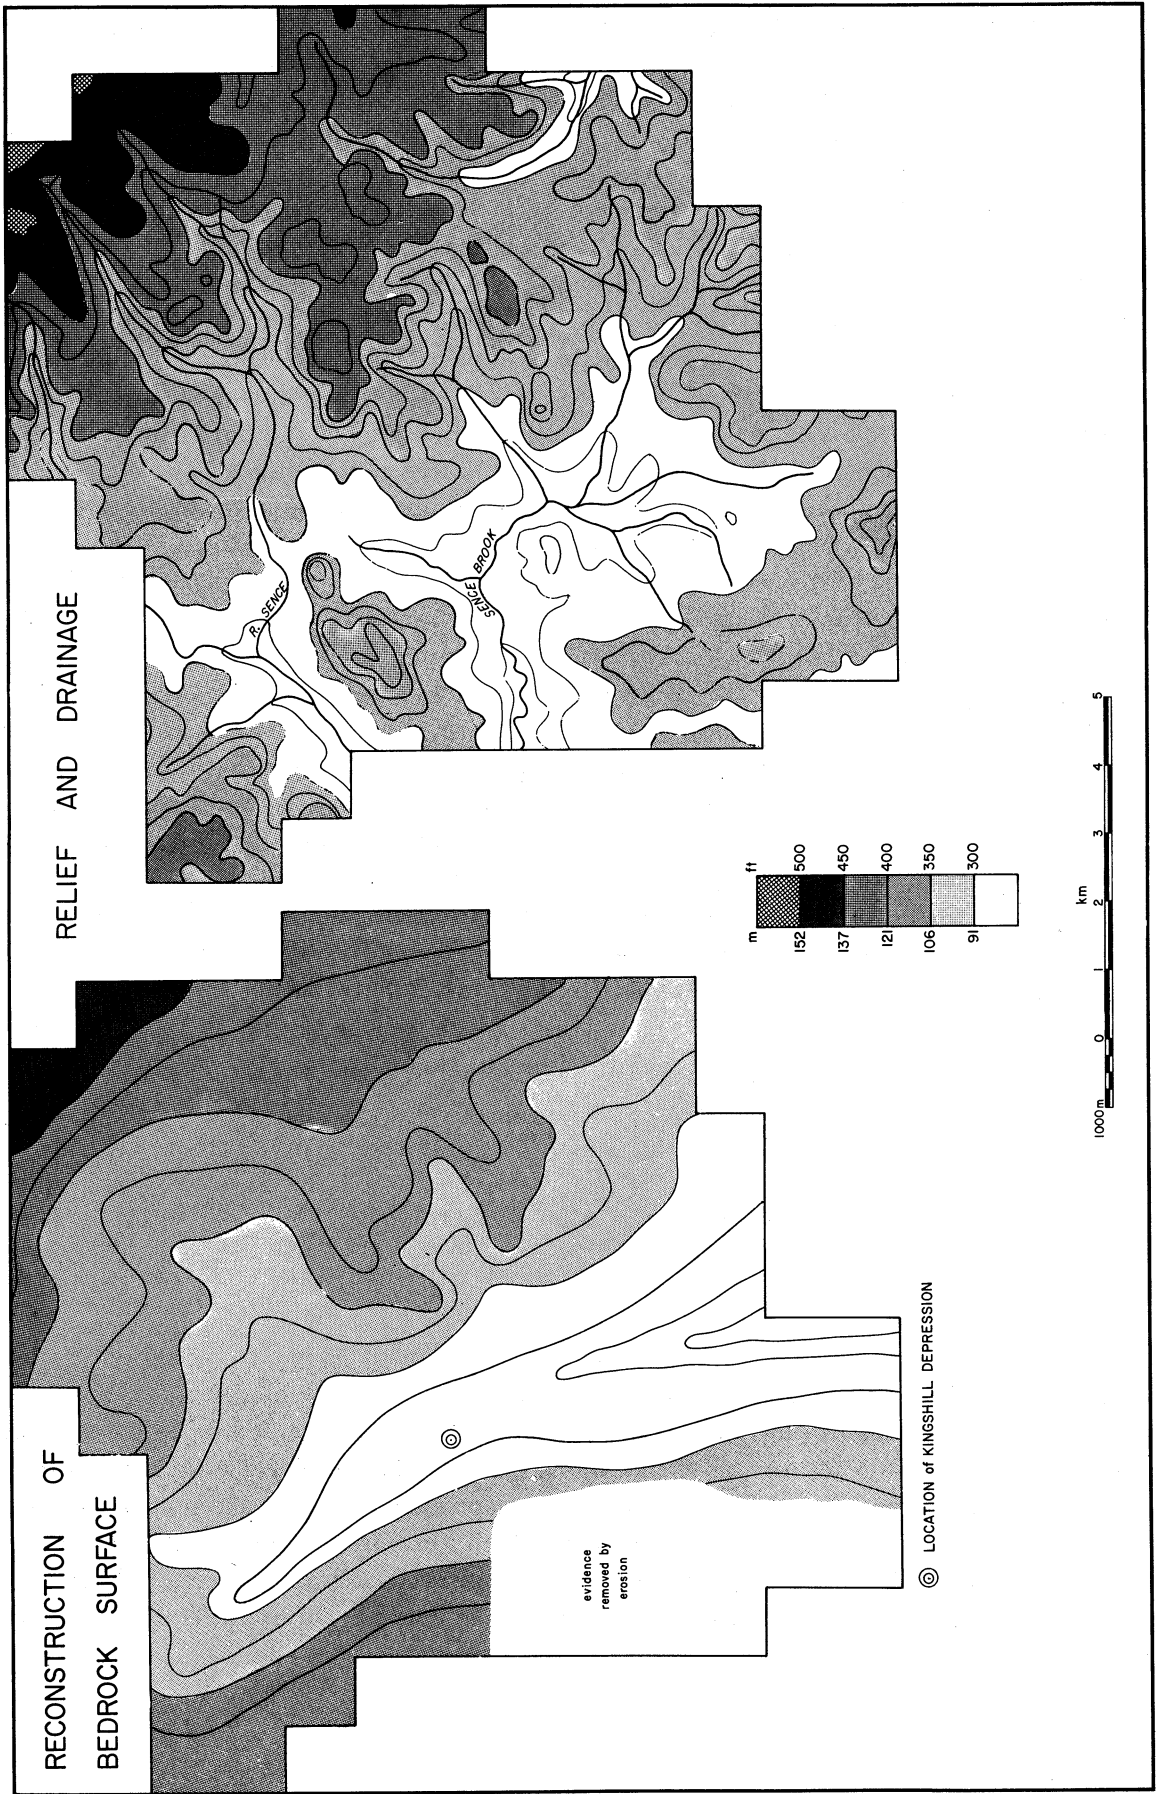 RECONSTRUCTION OF
BEDROCK SURFACE
evidence
removed by
erosion
LOCATION of KINGSHILL DEPRESSION
RELIEF AND DRAINAGE
R. SENCE
SENCE BROOK
m ft
152 500
137 450
121 400
106 350
91 300
km
1000m 0 1 2 3 4 5